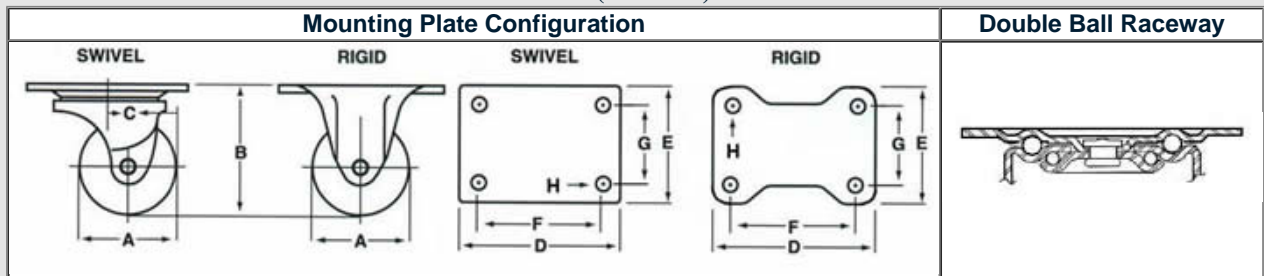 Mounting Plate Configuration
Double Ball Raceway
SWIVEL
RIGID
SWIVEL
RIGID
C
B
A
A
G
E
H
F
D
H
G
E
F
D